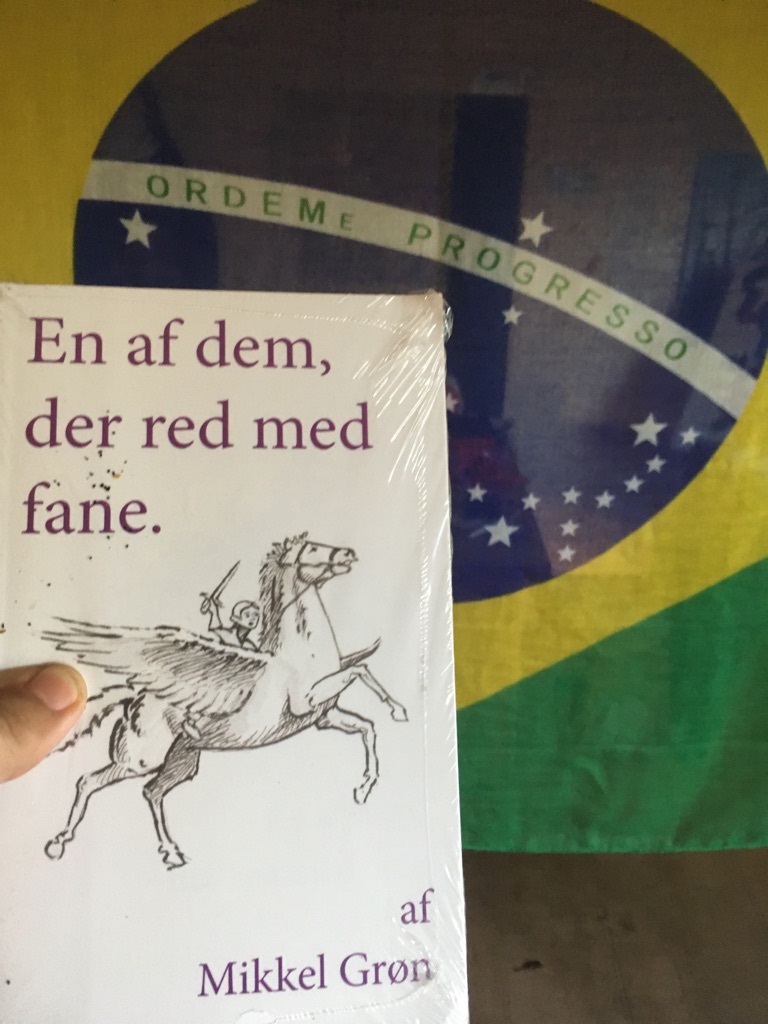 ORDEM E PROGRESSO
En af dem,
der red med
fane.
af
Mikkel Grøn